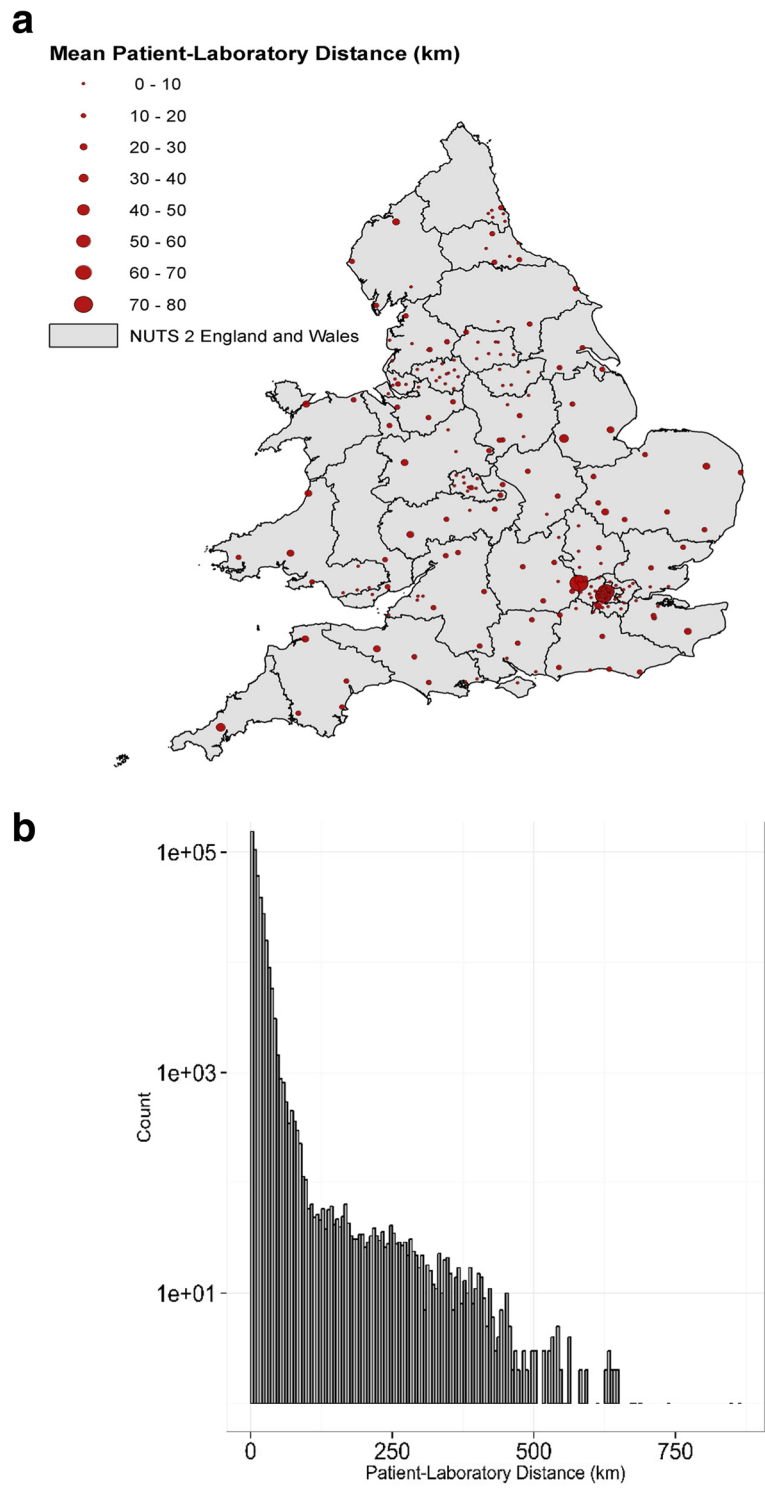 a
Mean Patient-Laboratory Distance (km)
0 - 10
10 - 20
20 - 30
30 - 40
40 - 50
50 - 60
60 - 70
70 - 80
NUTS 2 England and Wales
b
1e+05
1e+03
1e+01
Count
0 250 500 750
Patient-Laboratory Distance (km)